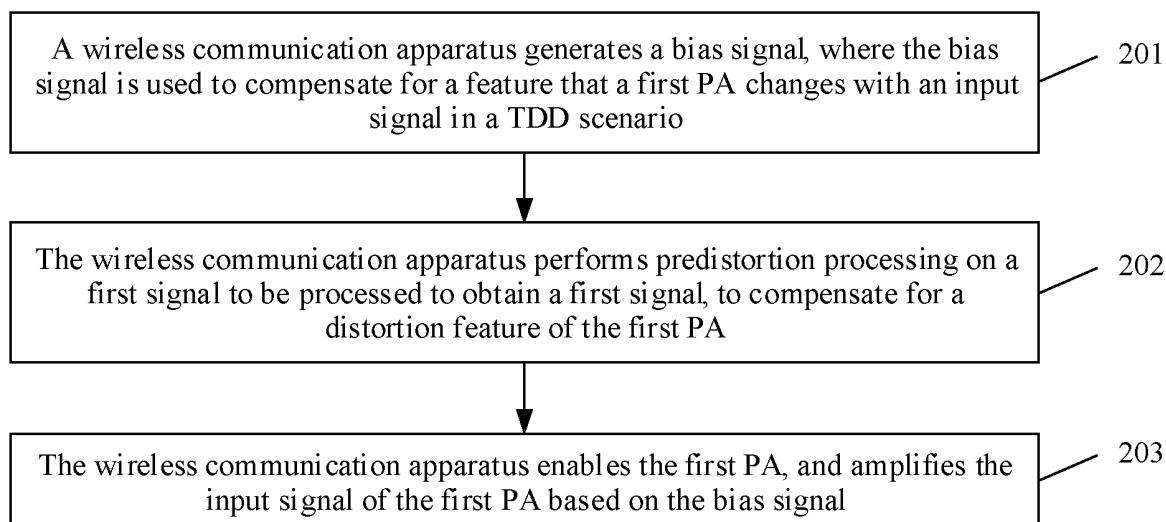 A wireless communication apparatus generates a bias signal, where the bias
signal is used to compensate for a feature that a first PA changes with an input
signal in a TDD scenario
201
The wireless communication apparatus performs predistortion processing on a
first signal to be processed to obtain a first signal, to compensate for a
distortion feature of the first PA
202
The wireless communication apparatus enables the first PA, and amplifies the
input signal of the first PA based on the bias signal
203